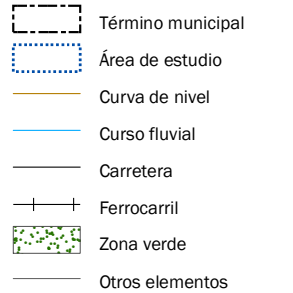 Término municipal
Área de estudio
Curva de nivel
Curso fluvial
Carretera
Ferrocarril
Zona verde
Otros elementos